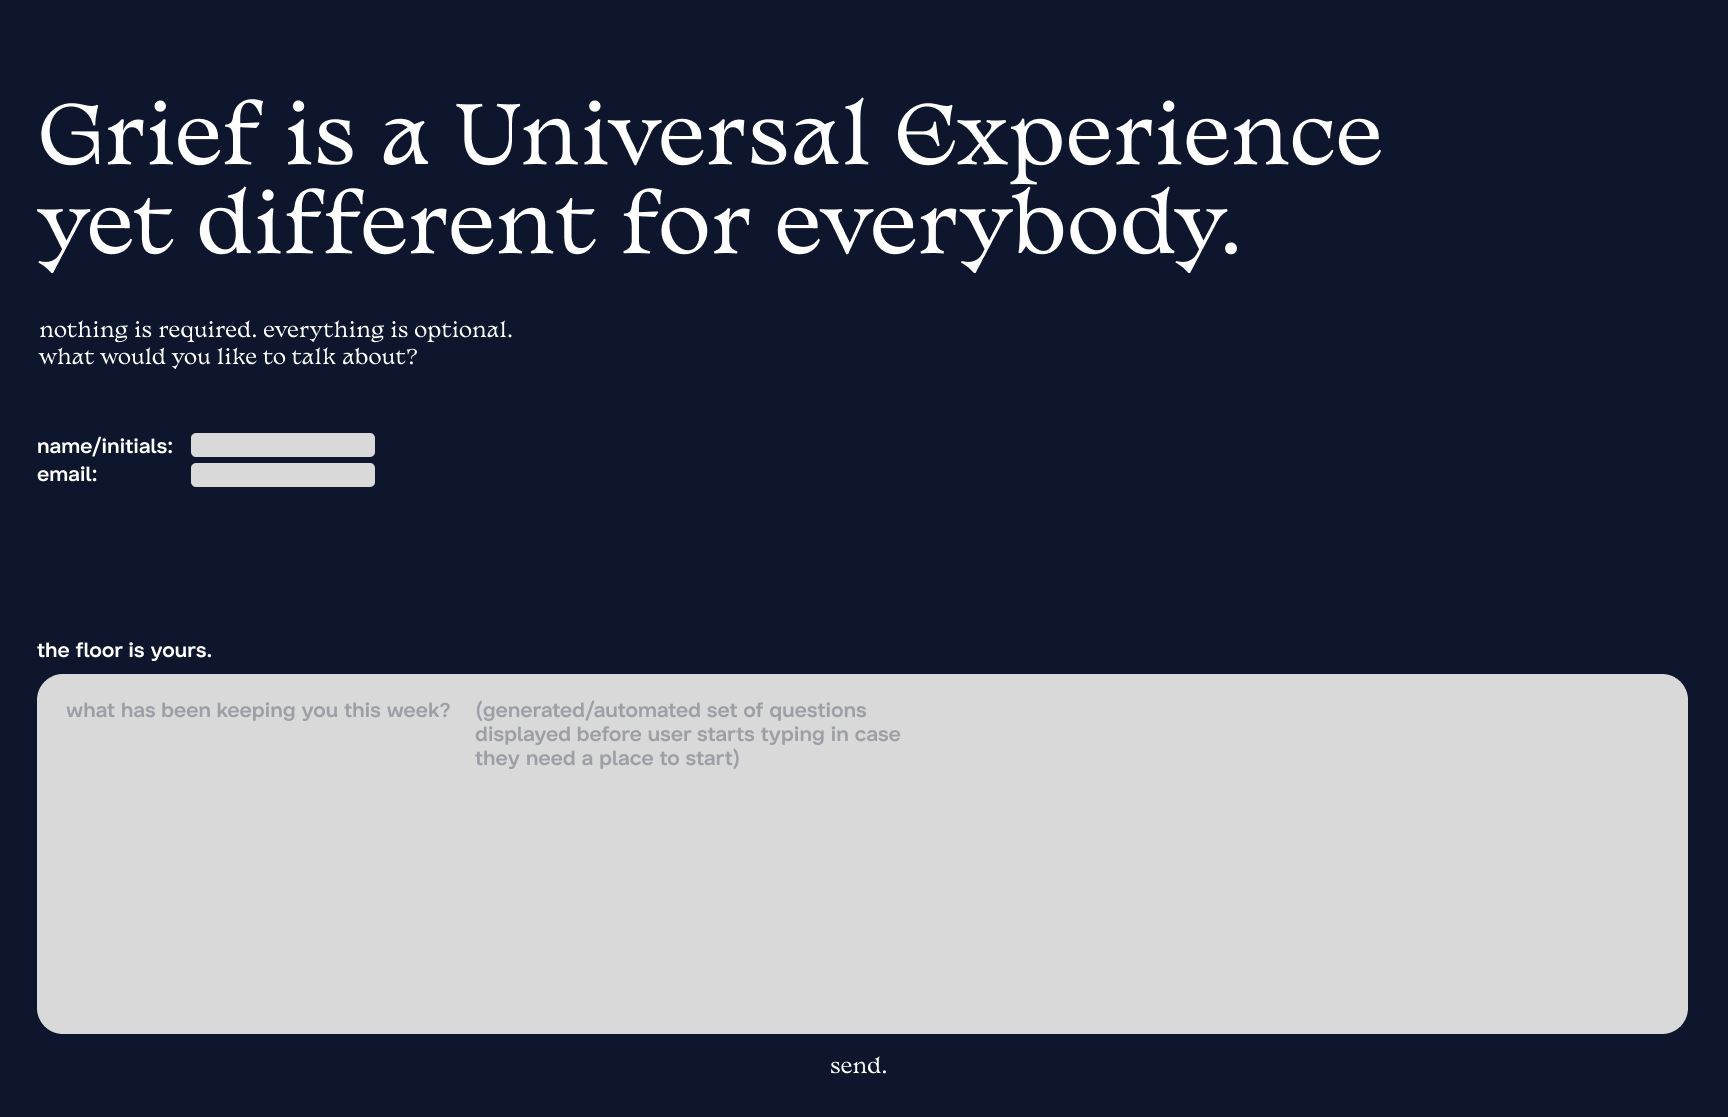 Grief is a Universal Experience
yet different for everybody.
nothing is required. everything is optional.
what would you like to talk about?
name/initials:
email:
the floor is yours.
what has been keeping you this week?
(generated/automated set of questions
displayed before user starts typing in case
they need a place to start)
send.